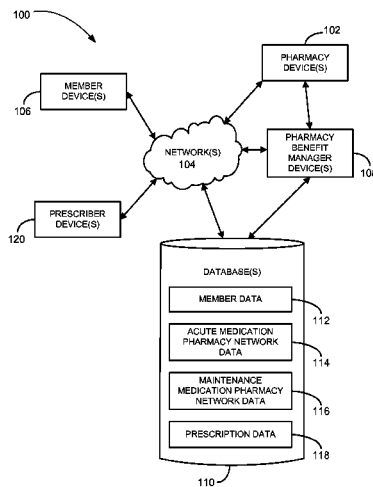 100
102
PHARMACY
DEVICE(S)
MEMBER
DEVICE(S)
106
NETWORK(S)
104
PHARMACY
BENEFIT
MANAGER
DEVICE(S)
108
PRESCRIBER
DEVICE(S)
120
DATABASE(S)
MEMBER DATA
112
ACUTE MEDICATION
PHARMACY NETWORK
DATA
114
MAINTENANCE
MEDICATION PHARMACY
NETWORK DATA
116
PRESCRIPTION DATA
118
110